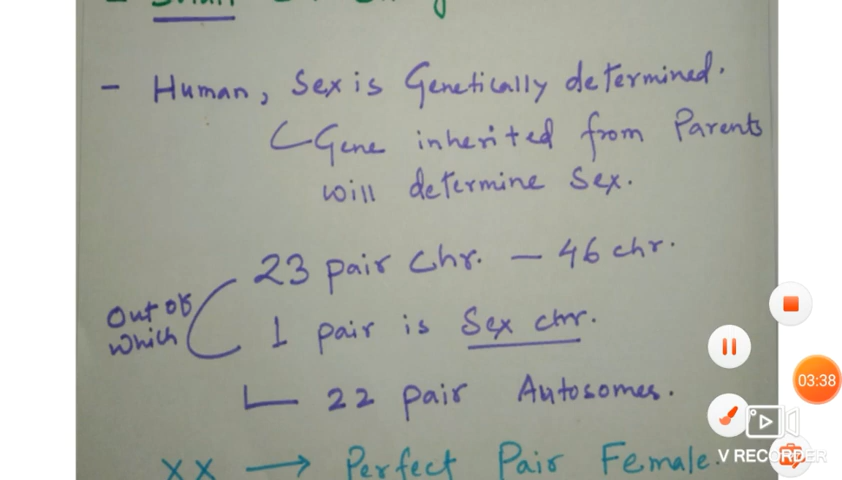 - Human, Sex is Genetically determined.
Gene inherited from Parents
will determine Sex.
23 pair Chr. - 46 chr.
Out of
which
1 pair is Sex chr.
22 pair Autosomes.
XX → Perfect Pair Female.
03:38
V RECORDER